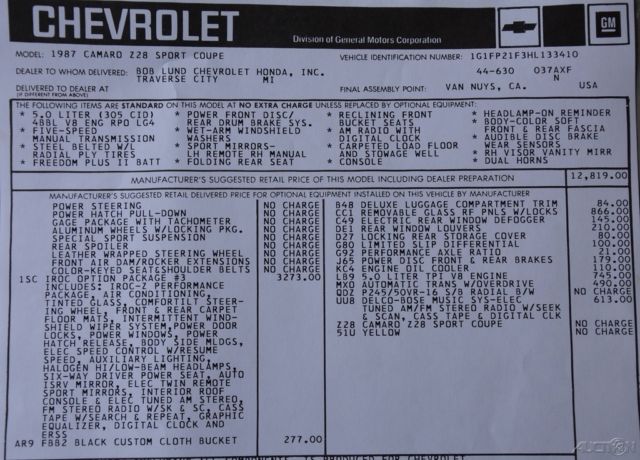 CHEVROLET
Division of General Motors Corporation
GM
MODEL: 1987 CAMARO Z28 SPORT COUPE
VEHICLE IDENTIFICATION NUMBER: 1G1FP21F3HL133410
DEALER TO WHOM DELIVERED: BOB LUND CHEVROLET HONDA, INC.
TRAVERSE CITY MI
44-630 037AXF
N
DELIVERED TO DEALER AT
(IF DIFFERENT FROM ABOVE)
FINAL ASSEMBLY POINT: VAN NUYS, CA. USA
THE FOLLOWING ITEMS ARE STANDARD ON THIS MODEL AT NO EXTRA CHARGE UNLESS REPLACED BY OPTIONAL EQUIPMENT:
* 5.0 LITER (305 CID)
4BBL V8 ENG RPO LG4
* FIVE-SPEED
MANUAL TRANSMISSION
* STEEL BELTED W/L
RADIAL PLY TIRES
* FREEDOM PLUS II BATT
* POWER FRONT DISC/
REAR DRUM BRAKE SYS.
* WET-ARM WINDSHIELD
WASHERS
* SPORT MIRRORS-
LH REMOTE RH MANUAL
* FOLDING REAR SEAT
* RECLINING FRONT
BUCKET SEATS
* AM RADIO WITH
DIGITAL CLOCK
* CARPETED LOAD FLOOR
AND STOWAGE WELL
* CONSOLE
* HEADLAMP-ON REMINDER
* BODY-COLOR SOFT
FRONT & REAR FASCIA
* AUDIBLE DISC BRAKE
WEAR SENSORS
* RH VISOR VANITY MIRR
* DUAL HORNS
MANUFACTURER'S SUGGESTED RETAIL PRICE OF THIS MODEL INCLUDING DEALER PREPARATION 12,819.00
MANUFACTURER'S SUGGESTED RETAIL DELIVERED PRICE FOR OPTIONAL EQUIPMENT INSTALLED ON THIS VEHICLE BY MANUFACTURER
POWER STEERING NO CHARGE
POWER HATCH PULL-DOWN NO CHARGE
GAGE PACKAGE WITH TACHOMETER NO CHARGE
ALUMINUM WHEELS W/LOCKING PKG. NO CHARGE
SPECIAL SPORT SUSPENSION NO CHARGE
REAR SPOILER NO CHARGE
LEATHER WRAPPED STEERING WHEEL NO CHARGE
FRONT AIR DAM/ROCKER EXTENSIONS NO CHARGE
COLOR-KEYED SEAT&SHOULDER BELTS NO CHARGE
1SC IROC OPTION PACKAGE #3 3273.00
INCLUDES: IROC-Z PERFORMANCE
PACKAGE, AIR CONDITIONING,
TINTED GLASS, COMFORTILT STEER-
ING WHEEL, FRONT & REAR CARPET
FLOOR MATS, INTERMITTENT WIND-
SHIELD WIPER SYSTEM, POWER DOOR
LOCKS, POWER WINDOWS, POWER
HATCH RELEASE, BODY SIDE MLDGS,
ELEC SPEED CONTROL W/RESUME
SPEED, AUXILIARY LIGHTING,
HALOGEN HI/LOW-BEAM HEADLAMPS,
SIX-WAY DRIVER POWER SEAT, AUTO
ISRV MIRROR, ELEC TWIN REMOTE
SPORT MIRRORS, INTERIOR ROOF
CONSOLE & ELEC TUNED AM STEREO,
FM STEREO RADIO W/SK & SC, CASS
TAPE W/SEARCH & REPEAT, GRAPHIC
EQUALIZER, DIGITAL CLOCK AND
ERSS
AR9 FBB2 BLACK CUSTOM CLOTH BUCKET 277.00
B48 DELUXE LUGGAGE COMPARTMENT TRIM 84.00
CC1 REMOVABLE GLASS RF PNLS W/LOCKS 866.00
C49 ELECTRIC REAR WINDOW DEFOGGER 145.00
DE1 REAR WINDOW LOUVERS 210.00
D27 LOCKING REAR STORAGE COVER 80.00
G80 LIMITED SLIP DIFFERENTIAL 100.00
G92 PERFORMANCE AXLE RATIO 21.00
J65 POWER DISC FRONT & REAR BRAKES 179.00
KC4 ENGINE OIL COOLER 110.00
LB9 5.0 LITER TPI V8 ENGINE 745.00
MX0 AUTOMATIC TRANS W/OVERDRIVE 490.00
QDZ P245/50VR-16 S/B RADIAL B/W NO CHARGE
UU8 DELCO-BOSE MUSIC SYS-ELEC 613.00
TUNED AM/FM STEREO RADIO W/SEEK
& SCAN, CASS TAPE & DIGITAL CLK
Z28 CAMARO Z28 SPORT COUPE NO CHARGE
51U YELLOW NO CHARGE